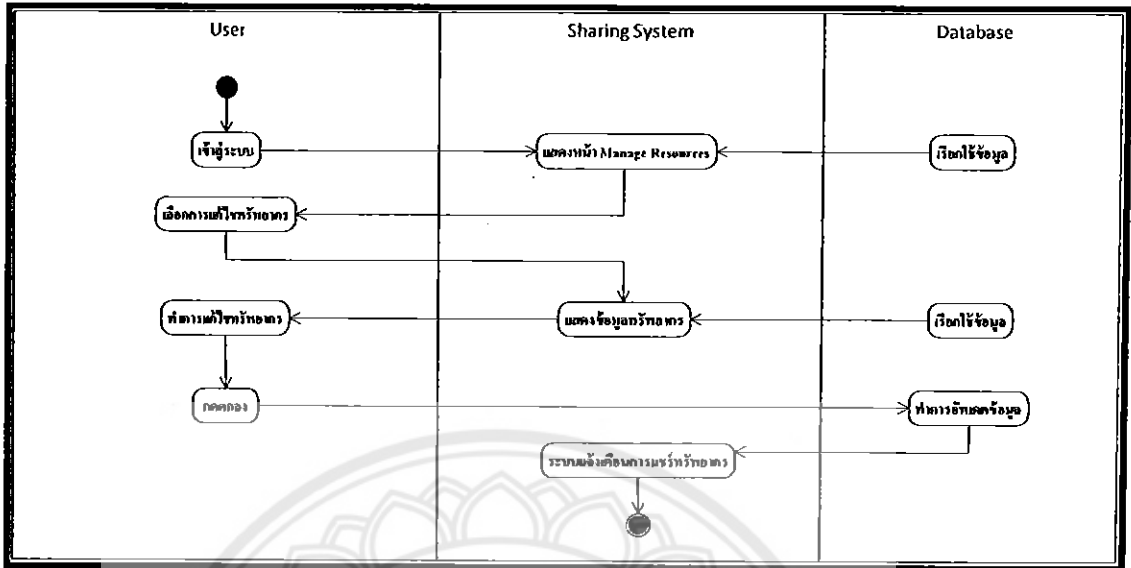 User
Sharing System
Database
เข้าสู่ระบบ
แสดงหน้า Manage Resources
เรียกใช้ข้อมูล
เลือกการแก้ไขทรัพยากร
ทำการแก้ไขทรัพยากร
แสดงข้อมูลทรัพยากร
เรียกใช้ข้อมูล
กดตกลง
ทำการอัพเดตข้อมูล
ระบบแจ้งเตือนการแชร์ทรัพยากร